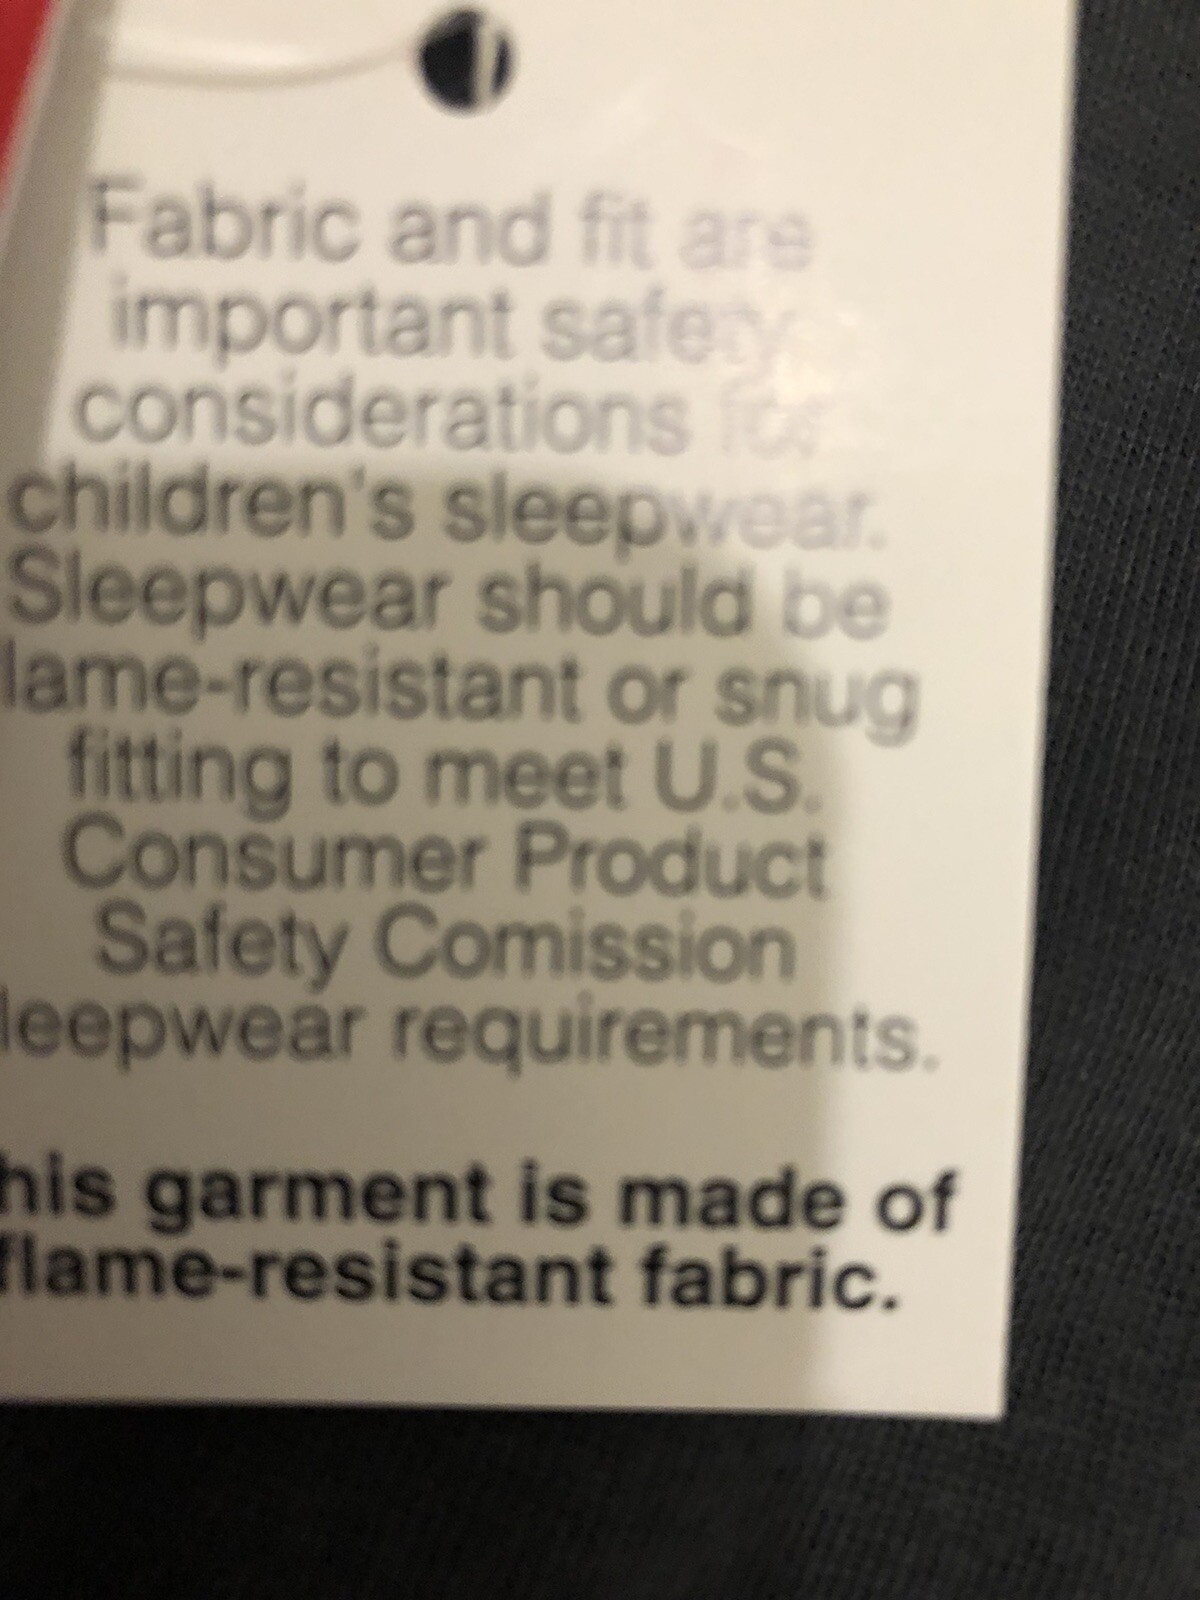 Fabric and fit are
important safety
considerations for
children's sleepwear.
Sleepwear should be
lame-resistant or snug
fitting to meet U.S.
Consumer Product
Safety Comission
leepwear requirements.
his garment is made of
flame-resistant fabric.